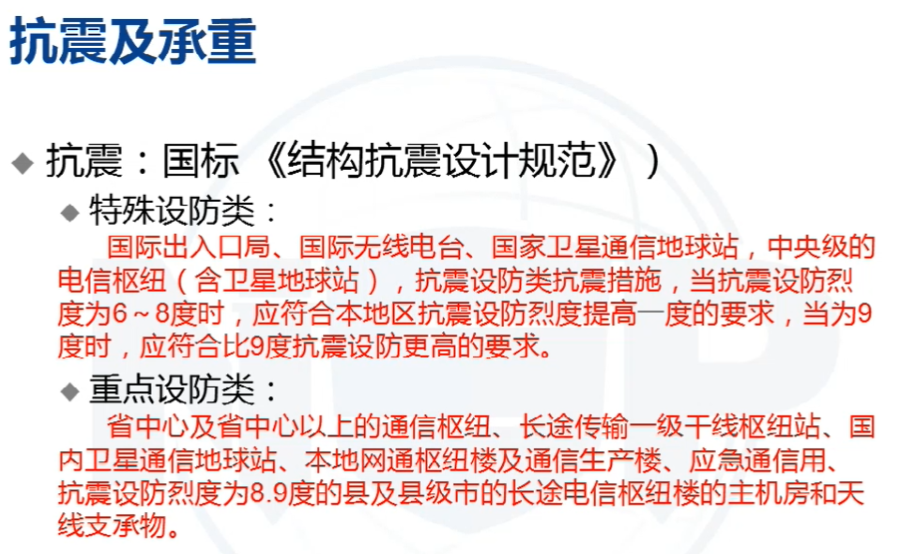 抗震及承重
◆ 抗震：国标 《结构抗震设计规范》）
◆ 特殊设防类：
国际出入口局、国际无线电台、国家卫星通信地球站，中央级的
电信枢纽（含卫星地球站），抗震设防类抗震措施，当抗震设防烈
度为6～8度时，应符合本地区抗震设防烈度提高一度的要求，当为9
度时，应符合比9度抗震设防更高的要求。
◆ 重点设防类：
省中心及省中心以上的通信枢纽、长途传输一级干线枢纽站、国
内卫星通信地球站、本地网通枢纽楼及通信生产楼、应急通信用、
抗震设防烈度为8.9度的县及县级市的长途电信枢纽楼的主机房和天
线支承物。